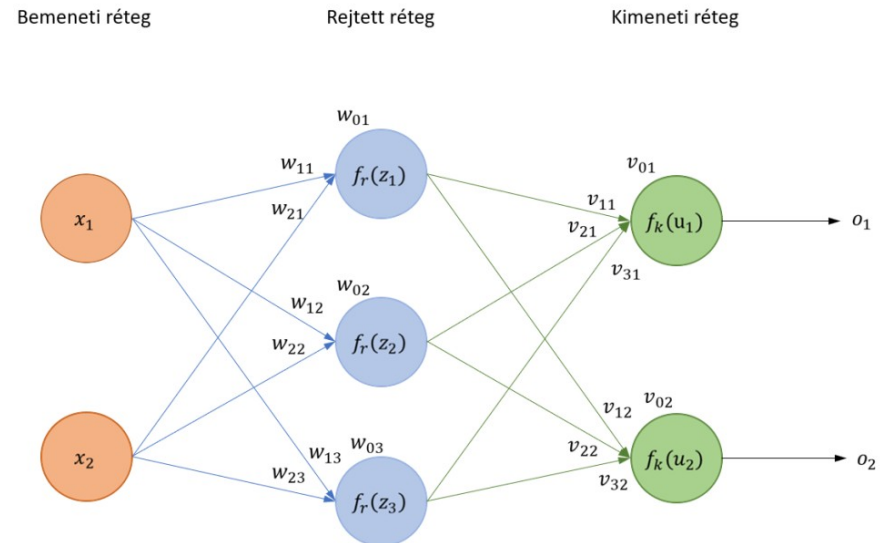 Bemeneti réteg
Rejtett réteg
Kimeneti réteg
w₀₁
w₁₁
w₂₁
fᵣ(z₁)
v₀₁
v₁₁
v₂₁
v₃₁
x₁
fₖ(u₁)
o₁
w₀₂
w₁₂
w₂₂
fᵣ(z₂)
v₁₂
v₀₂
v₂₂
v₃₂
x₂
w₀₃
w₁₃
w₂₃
fᵣ(z₃)
fₖ(u₂)
o₂